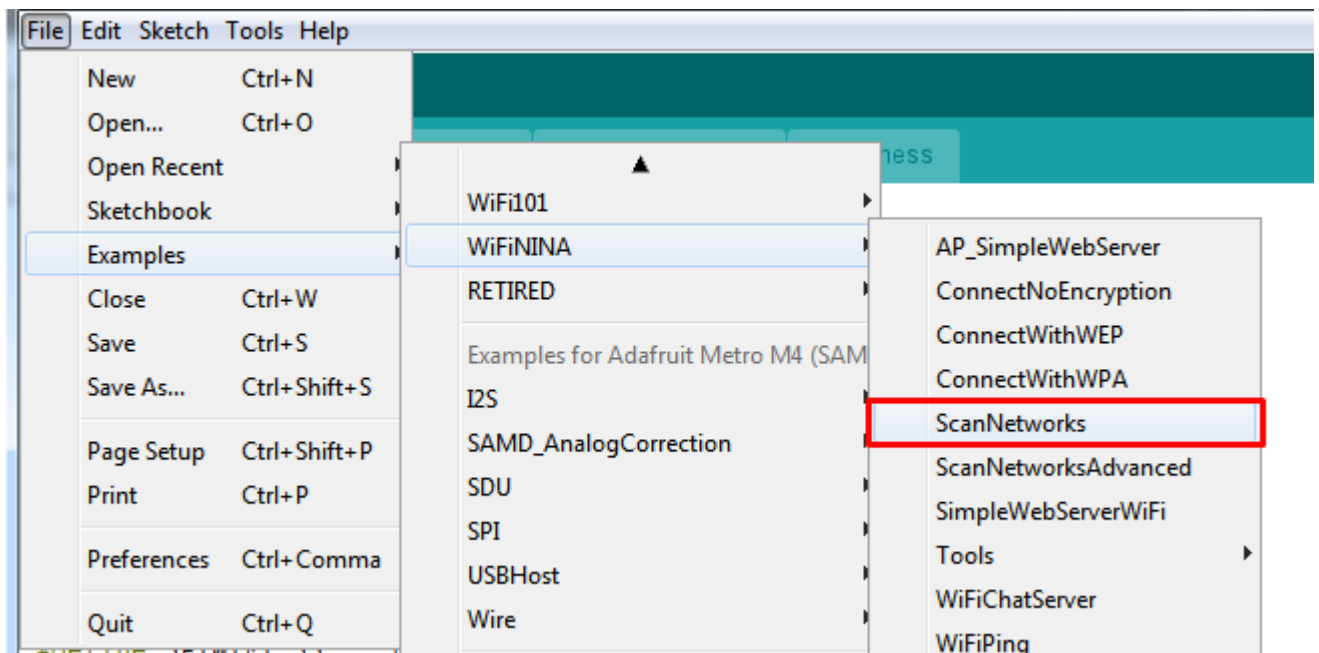 File Edit Sketch Tools Help
New Ctrl+N
Open... Ctrl+O
Open Recent
Sketchbook
Examples
Close Ctrl+W
Save Ctrl+S
Save As... Ctrl+Shift+S
Page Setup Ctrl+Shift+P
Print Ctrl+P
Preferences Ctrl+Comma
Quit Ctrl+Q
WiFi101
WiFiNINA
RETIRED
Examples for Adafruit Metro M4 (SAM
I2S
SAMD_AnalogCorrection
SDU
SPI
USBHost
Wire
AP_SimpleWebServer
ConnectNoEncryption
ConnectWithWEP
ConnectWithWPA
ScanNetworks
ScanNetworksAdvanced
SimpleWebServerWiFi
Tools
WiFiChatServer
WiFiPing